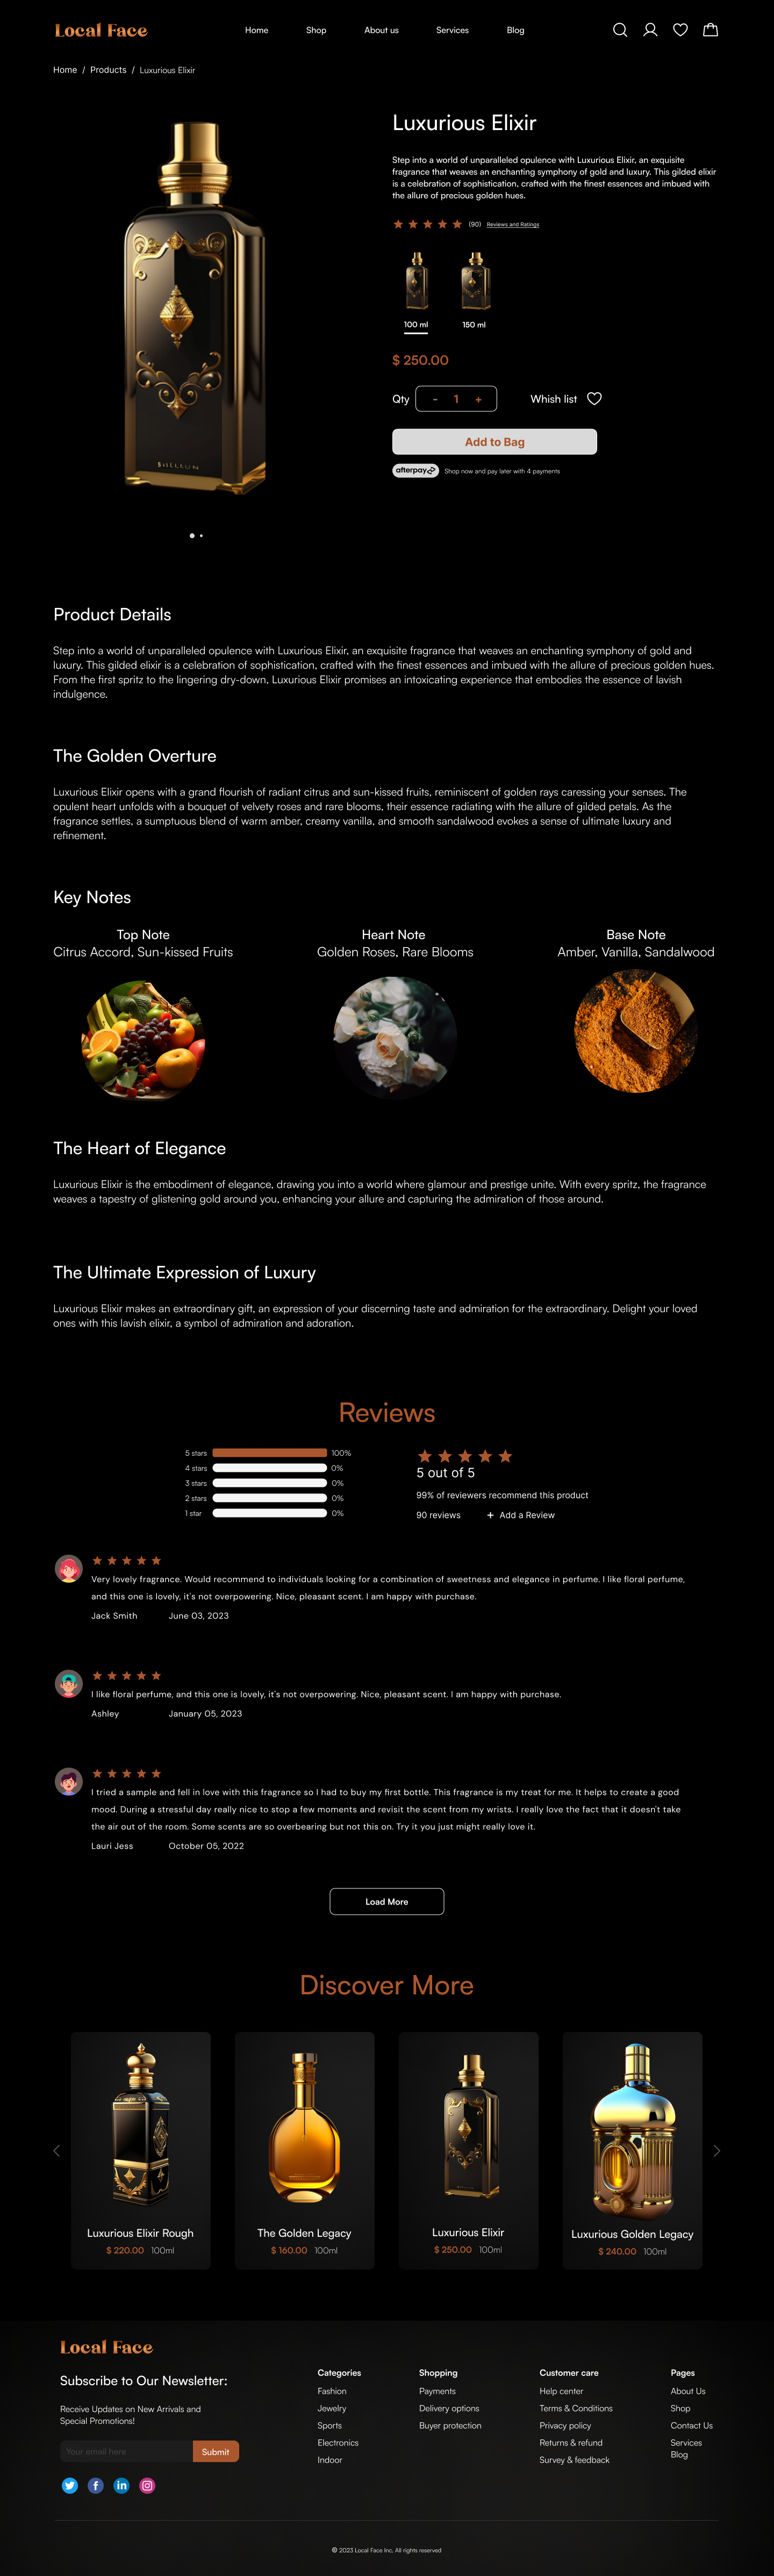 Local Face
Home Shop About us Services Blog
Home / Products / Luxurious Elixir
Luxurious Elixir
Step into a world of unparalleled opulence with Luxurious Elixir, an exquisite
fragrance that weaves an enchanting symphony of gold and luxury. This gilded elixir
is a celebration of sophistication, crafted with the finest essences and imbued with
the allure of precious golden hues.
(90) Reviews and Ratings
100 ml 150 ml
$ 250.00
Qty - 1 + Whish list
Add to Bag
afterpay Shop now and pay later with 4 payments
Product Details
Step into a world of unparalleled opulence with Luxurious Elixir, an exquisite fragrance that weaves an enchanting symphony of gold and
luxury. This gilded elixir is a celebration of sophistication, crafted with the finest essences and imbued with the allure of precious golden hues.
From the first spritz to the lingering dry-down, Luxurious Elixir promises an intoxicating experience that embodies the essence of lavish
indulgence.
The Golden Overture
Luxurious Elixir opens with a grand flourish of radiant citrus and sun-kissed fruits, reminiscent of golden rays caressing your senses. The
opulent heart unfolds with a bouquet of velvety roses and rare blooms, their essence radiating with the allure of gilded petals. As the
fragrance settles, a sumptuous blend of warm amber, creamy vanilla, and smooth sandalwood evokes a sense of ultimate luxury and
refinement.
Key Notes
Top Note Heart Note Base Note
Citrus Accord, Sun-kissed Fruits Golden Roses, Rare Blooms Amber, Vanilla, Sandalwood
The Heart of Elegance
Luxurious Elixir is the embodiment of elegance, drawing you into a world where glamour and prestige unite. With every spritz, the fragrance
weaves a tapestry of glistening gold around you, enhancing your allure and capturing the admiration of those around.
The Ultimate Expression of Luxury
Luxurious Elixir makes an extraordinary gift, an expression of your discerning taste and admiration for the extraordinary. Delight your loved
ones with this lavish elixir, a symbol of admiration and adoration.
Reviews
5 stars 100%
4 stars 0%
3 stars 0%
2 stars 0%
1 star 0%
5 out of 5
99% of reviewers recommend this product
90 reviews + Add a Review
Very lovely fragrance. Would recommend to individuals looking for a combination of sweetness and elegance in perfume. I like floral perfume,
and this one is lovely, it's not overpowering. Nice, pleasant scent. I am happy with purchase.
Jack Smith June 03, 2023
I like floral perfume, and this one is lovely, it's not overpowering. Nice, pleasant scent. I am happy with purchase.
Ashley January 05, 2023
I tried a sample and fell in love with this fragrance so I had to buy my first bottle. This fragrance is my treat for me. It helps to create a good
mood. During a stressful day really nice to stop a few moments and revisit the scent from my wrists. I really love the fact that it doesn't take
the air out of the room. Some scents are so overbearing but not this on. Try it you just might really love it.
Lauri Jess October 05, 2022
Load More
Discover More
Luxurious Elixir Rough
$ 220.00 100ml
The Golden Legacy
$ 160.00 100ml
Luxurious Elixir
$ 250.00 100ml
Luxurious Golden Legacy
$ 240.00 100ml
Local Face
Subscribe to Our Newsletter:
Receive Updates on New Arrivals and
Special Promotions!
Your email here Submit
Categories
Fashion
Jewelry
Sports
Electronics
Indoor
Shopping
Payments
Delivery options
Buyer protection
Customer care
Help center
Terms & Conditions
Privacy policy
Returns & refund
Survey & feedback
Pages
About Us
Shop
Contact Us
Services
Blog
© 2023 Local Face Inc. All rights reserved